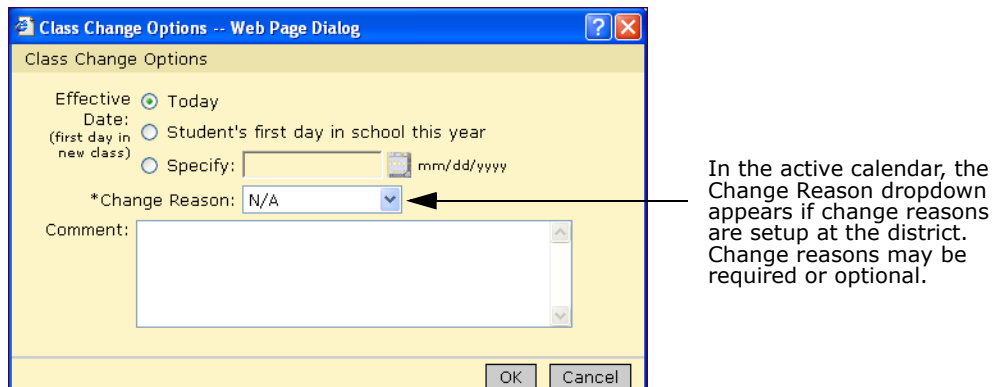 Class Change Options -- Web Page Dialog
Class Change Options
Effective Date:
(first day in
new class)
Today
Student's first day in school this year
Specify: mm/dd/yyyy
*Change Reason: N/A
Comment:
OK Cancel
In the active calendar, the
Change Reason dropdown
appears if change reasons
are setup at the district.
Change reasons may be
required or optional.